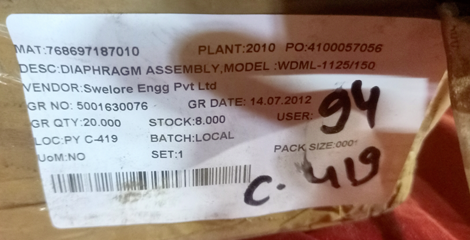 MAT:768697187010 PLANT:2010 PO:4100057056
DESC:DIAPHRAGM ASSEMBLY,MODEL :WDML-1125/150
VENDOR:Swelore Engg Pvt Ltd
GR NO: 5001630076 GR DATE: 14.07.2012
GR QTY:20.000 STOCK:8.000 USER: 94
LOC:PY C-419 BATCH:LOCAL PACK SIZE:0001
UoM:NO SET:1
C-419